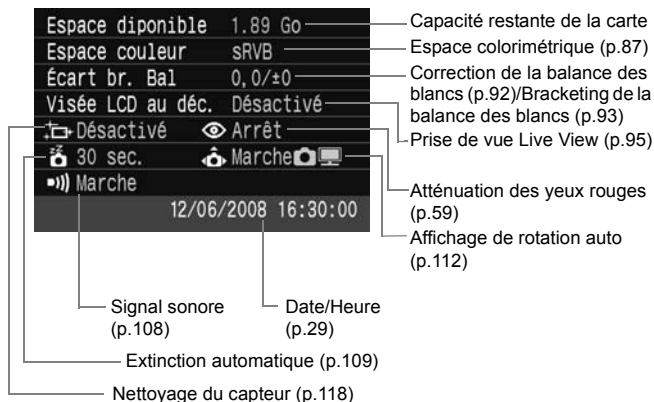 Espace diponible 1.89 Go
Espace couleur sRVB
Écart br. Bal 0,0/±0
Visée LCD au déc. Désactivé
Désactivé Arrêt
30 sec. Marche
Marche
12/06/2008 16:30:00
Capacité restante de la carte
Espace colorimétrique (p.87)
Correction de la balance des
blancs (p.92)/Bracketing de la
balance des blancs (p.93)
Prise de vue Live View (p.95)
Atténuation des yeux rouges
(p.59)
Affichage de rotation auto
(p.112)
Signal sonore
(p.108)
Date/Heure
(p.29)
Extinction automatique (p.109)
Nettoyage du capteur (p.118)